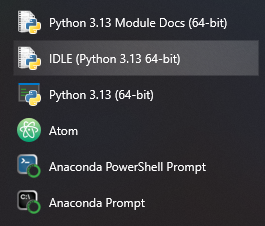 Python 3.13 Module Docs (64-bit)
IDLE (Python 3.13 64-bit)
Python 3.13 (64-bit)
Atom
Anaconda PowerShell Prompt
Anaconda Prompt